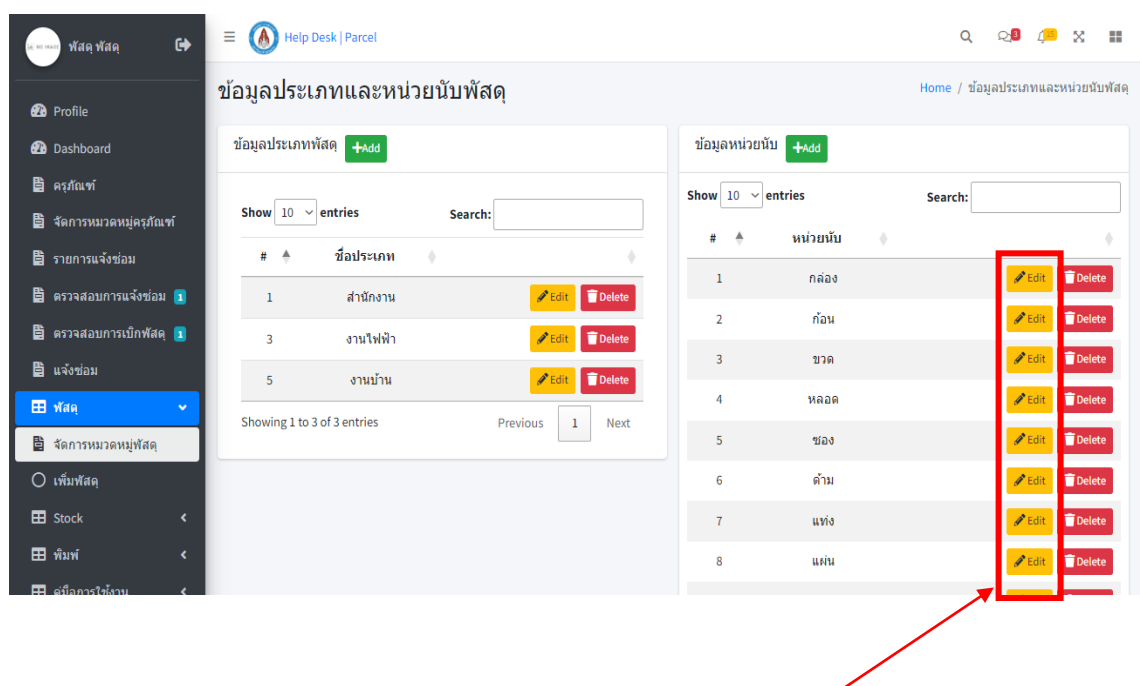 พัสดุ พัสดุ
Profile
Dashboard
ครุภัณฑ์
จัดการหมวดหมู่ครุภัณฑ์
รายการแจ้งซ่อม
ตรวจสอบการแจ้งซ่อม 1
ตรวจสอบการเบิกพัสดุ 1
แจ้งซ่อม
พัสดุ
จัดการหมวดหมู่พัสดุ
เพิ่มพัสดุ
Stock
พิมพ์
คู่มือการใช้งาน
Help Desk | Parcel
3
ข้อมูลประเภทและหน่วยนับพัสดุ
Home / ข้อมูลประเภทและหน่วยนับพัสดุ
ข้อมูลประเภทพัสดุ Add
Show 10 entries Search:
# ชื่อประเภท
1 สำนักงาน Edit Delete
3 งานไฟฟ้า Edit Delete
5 งานบ้าน Edit Delete
Showing 1 to 3 of 3 entries Previous 1 Next
ข้อมูลหน่วยนับ Add
Show 10 entries Search:
# หน่วยนับ
1 กล่อง Edit Delete
2 ก้อน Edit Delete
3 ขวด Edit Delete
4 หลอด Edit Delete
5 ซอง Edit Delete
6 ด้าม Edit Delete
7 แท่ง Edit Delete
8 แผ่น Edit Delete